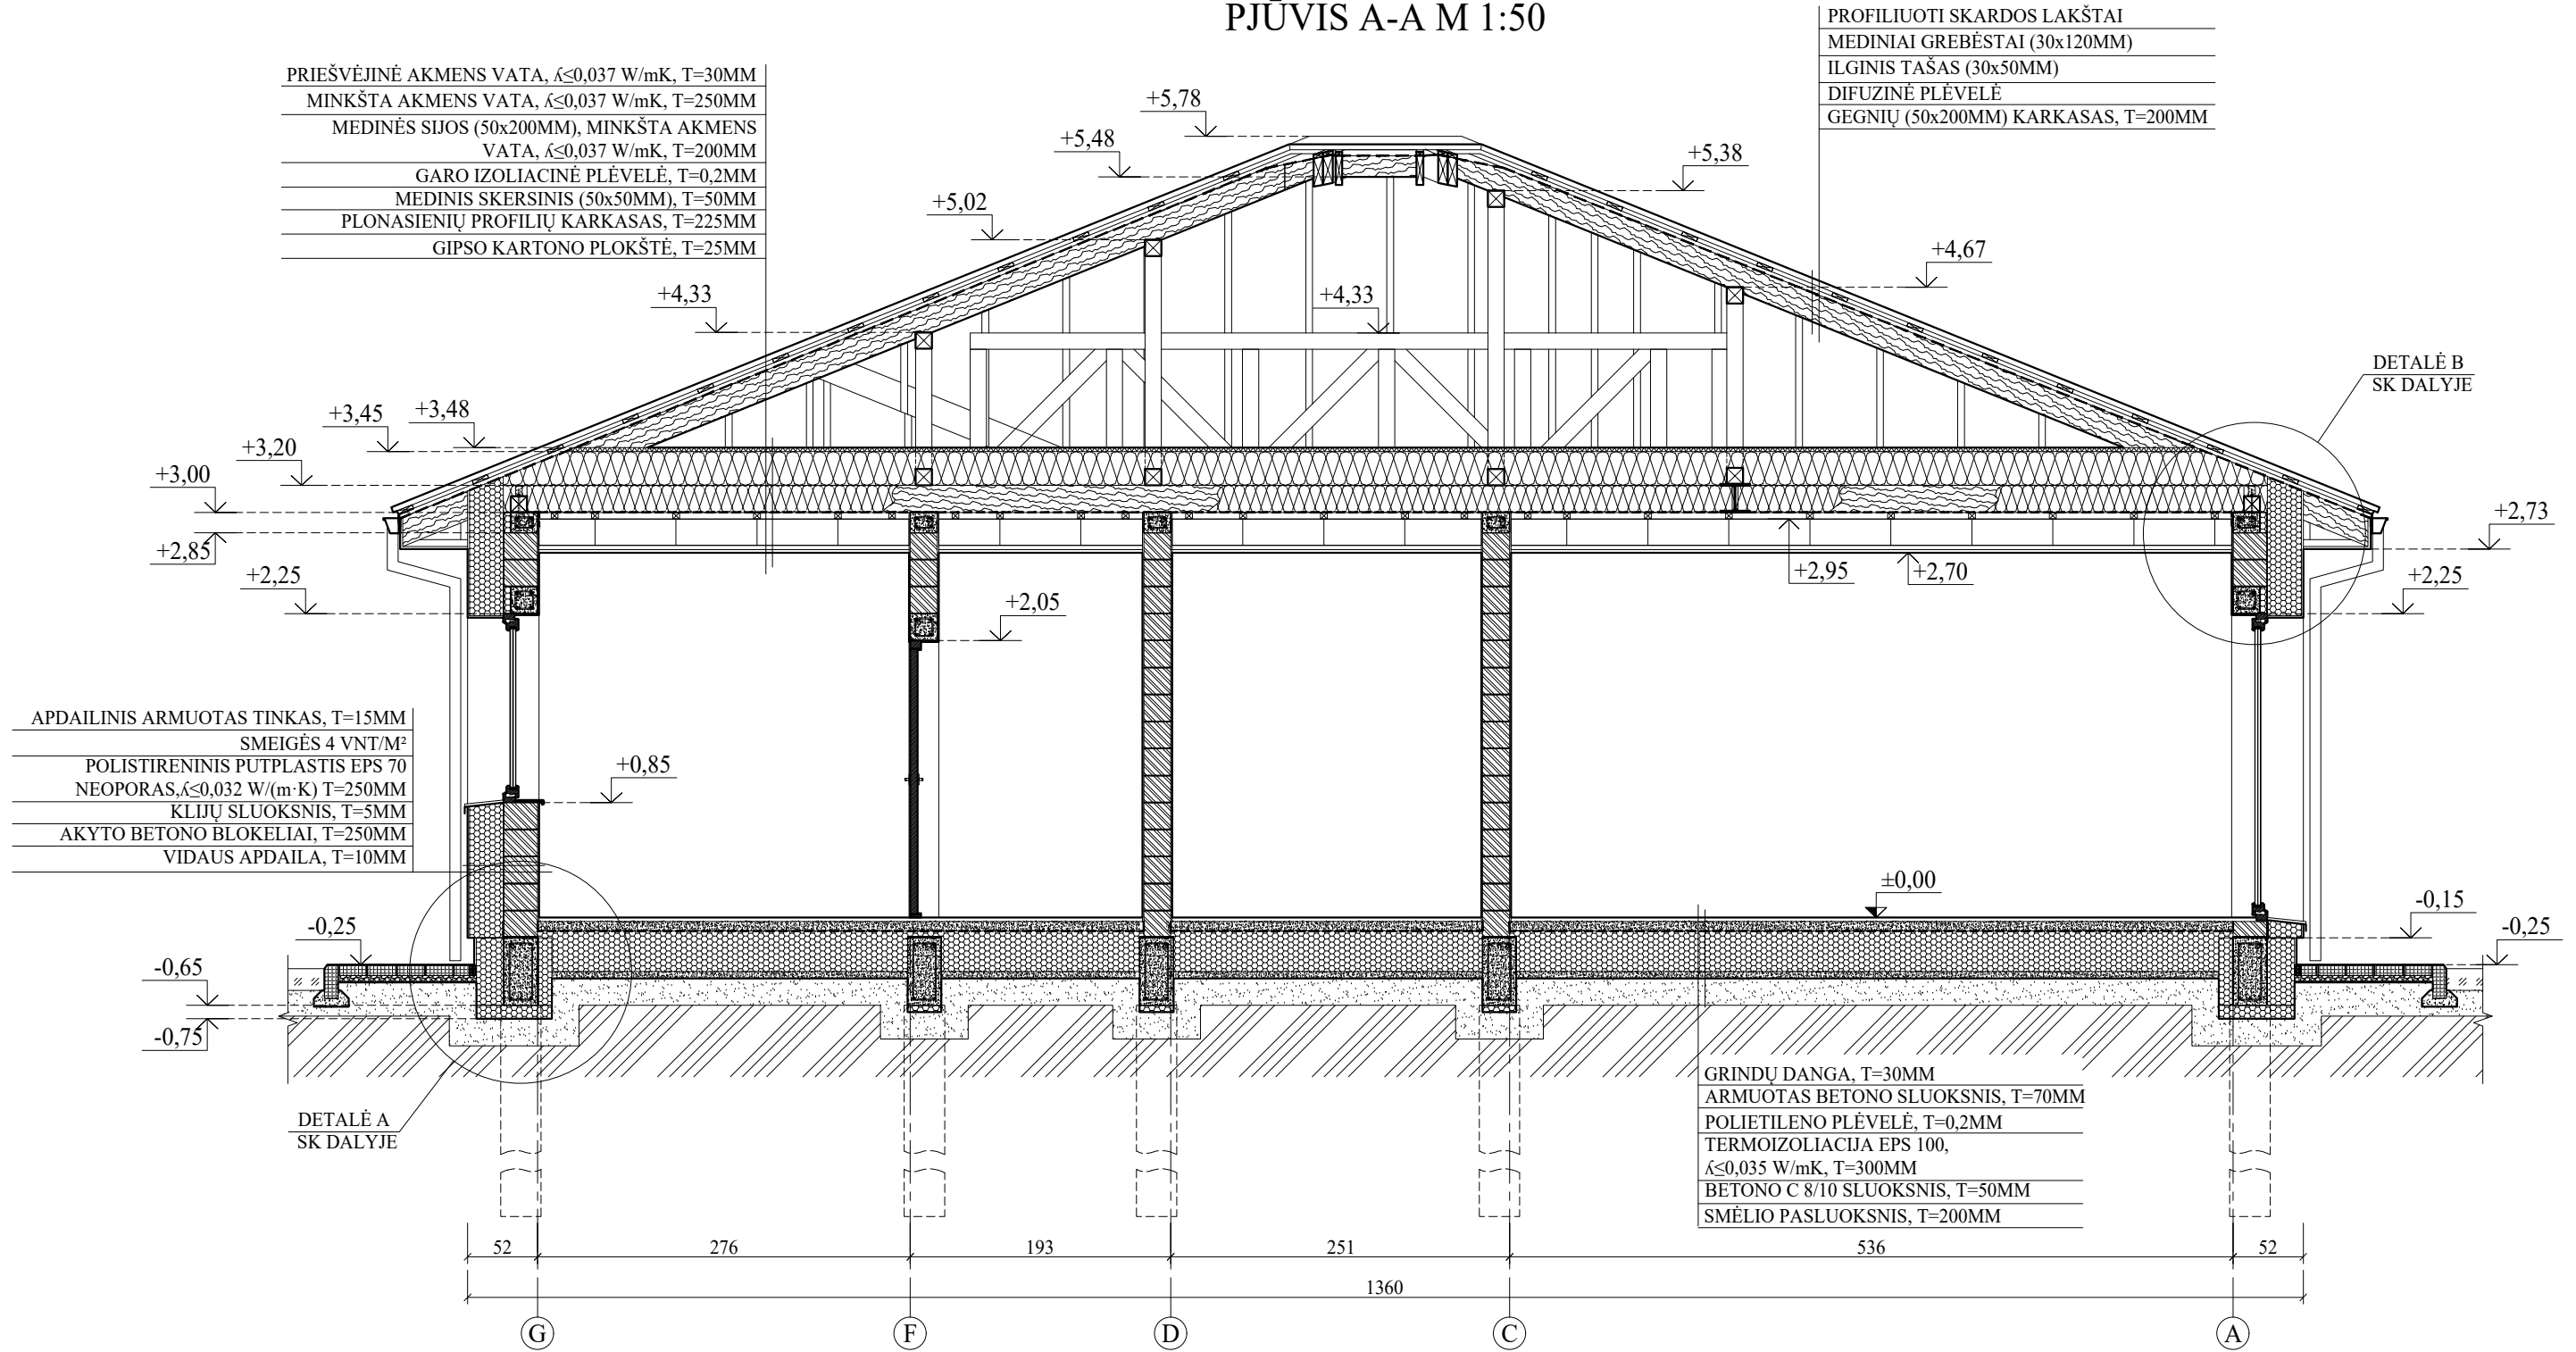 PJŪVIS A-A M 1:50
PRIEŠVĖJINĖ AKMENS VATA, ʎ≤0,037 W/mK, T=30MM
MINKŠTA AKMENS VATA, ʎ≤0,037 W/mK, T=250MM
MEDINĖS SIJOS (50x200MM), MINKŠTA AKMENS
VATA, ʎ≤0,037 W/mK, T=200MM
GARO IZOLIACINĖ PLĖVELĖ, T=0,2MM
MEDINIS SKERSINIS (50x50MM), T=50MM
PLONASIENIŲ PROFILIŲ KARKASAS, T=225MM
GIPSO KARTONO PLOKŠTĖ, T=25MM
PROFILIUOTI SKARDOS LAKŠTAI
MEDINIAI GREBĖSTAI (30x120MM)
ILGINIS TAŠAS (30x50MM)
DIFUZINĖ PLĖVELĖ
GEGNIŲ (50x200MM) KARKASAS, T=200MM
+5,78
+5,48
+5,38
+5,02
+4,67
+4,33
+4,33
DETALĖ B
SK DALYJE
+3,45
+3,48
+3,20
+3,00
+2,85
+2,25
+2,73
+2,95
+2,70
+2,25
+2,05
APDAILINIS ARMUOTAS TINKAS, T=15MM
SMEIGĖS 4 VNT/M²
POLISTIRENINIS PUTPLASTIS EPS 70
NEOPORAS,ʎ≤0,032 W/(m·K) T=250MM
KLIJŲ SLUOKSNIS, T=5MM
AKYTO BETONO BLOKELIAI, T=250MM
VIDAUS APDAILA, T=10MM
+0,85
±0,00
-0,25
-0,15
-0,25
-0,65
-0,75
DETALĖ A
SK DALYJE
GRINDŲ DANGA, T=30MM
ARMUOTAS BETONO SLUOKSNIS, T=70MM
POLIETILENO PLĖVELĖ, T=0,2MM
TERMOIZOLIACIJA EPS 100,
ʎ≤0,035 W/mK, T=300MM
BETONO C 8/10 SLUOKSNIS, T=50MM
SMĖLIO PASLUOKSNIS, T=200MM
52 276 193 251 536 52
1360
G F D C A